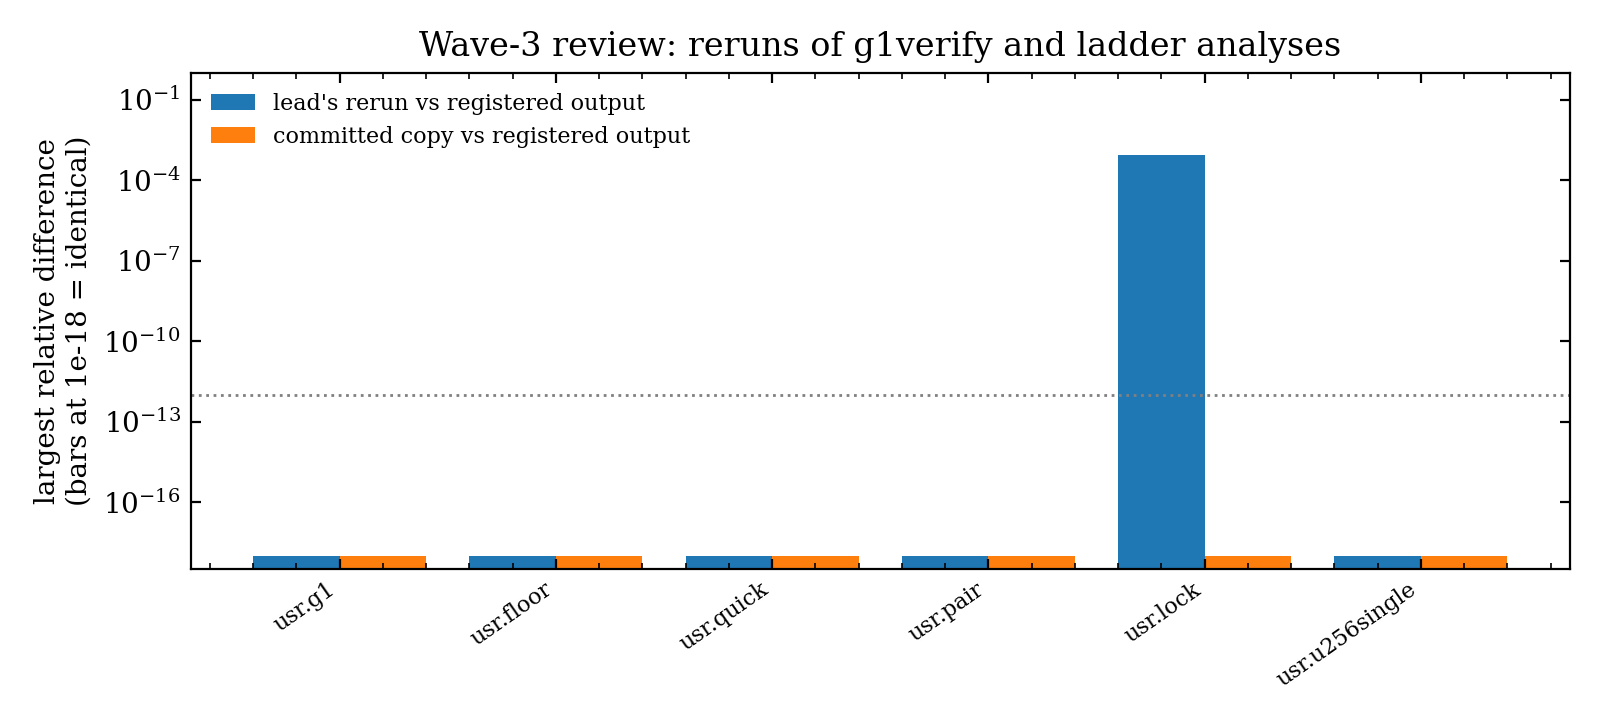 Wave-3 review: reruns of g1verify and ladder analyses
lead's rerun vs registered output
committed copy vs registered output
largest relative difference
(bars at 1e-18 = identical)
10⁻¹
10⁻⁴
10⁻⁷
10⁻¹⁰
10⁻¹³
10⁻¹⁶
usr.g1
usr.floor
usr.quick
usr.pair
usr.lock
usr.u256single